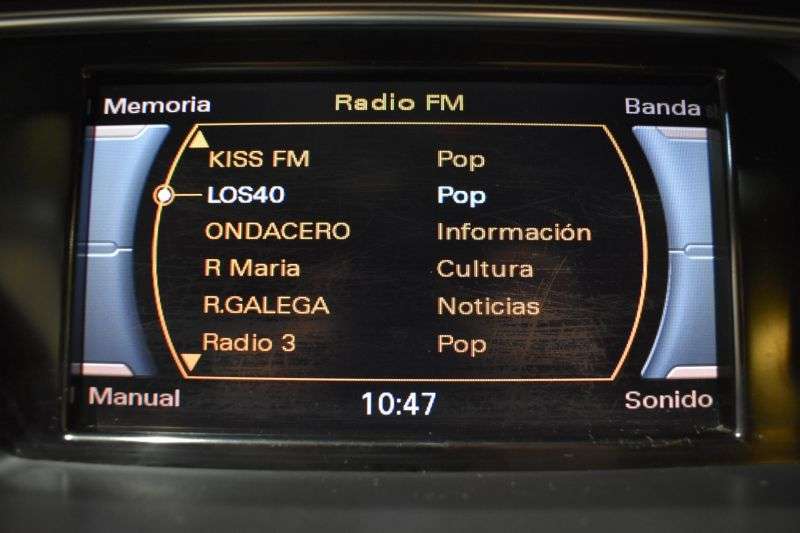 Memoria Radio FM Banda
KISS FM Pop
LOS40 Pop
ONDACERO Información
R Maria Cultura
R.GALEGA Noticias
Radio 3 Pop
Manual 10:47 Sonido